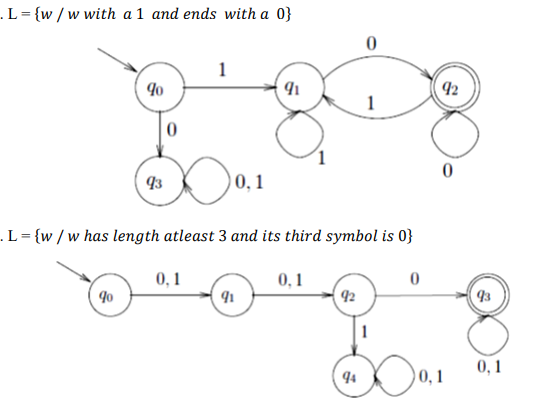 . L = {w / w with a 1 and ends with a 0}
0
1
q0
q1
q2
1
0
1
0
q3
0, 1
. L = {w / w has length atleast 3 and its third symbol is 0}
0, 1
0, 1
0
q0
q1
q2
q3
1
0, 1
q4
0, 1